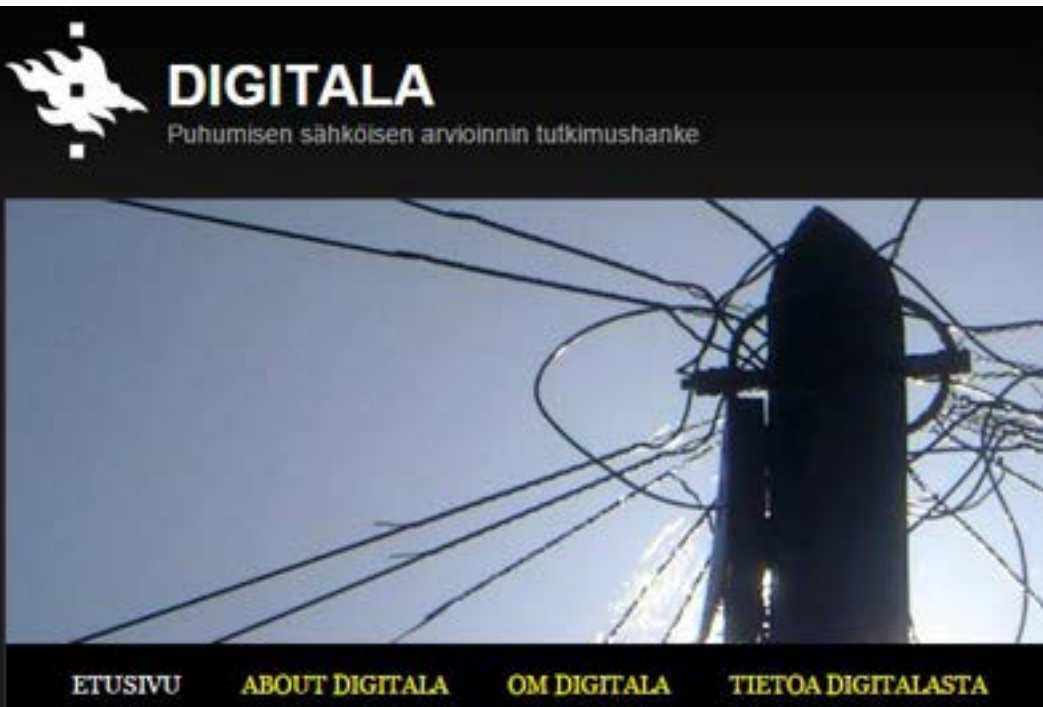 DIGITALA
Puhumisen sähköisen arvioinnin tutkimushanke
ETUSIVU ABOUT DIGITALA OM DIGITALA TIETOA DIGITALASTA